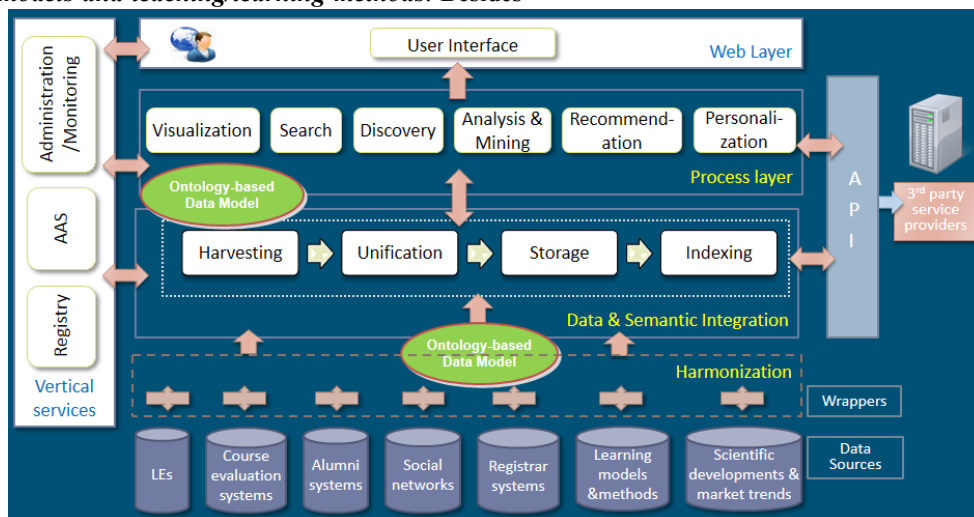 models and teaching/learning methods. Besides
User Interface
Web Layer
Administration
/Monitoring
AAS
Registry
Vertical
services
Visualization
Search
Discovery
Analysis &
Mining
Recommend-
ation
Personali-
zation
Process layer
Ontology-based
Data Model
Harvesting
Unification
Storage
Indexing
Data & Semantic Integration
A
P
I
3rd party
service
providers
Ontology-based
Data Model
Harmonization
Wrappers
LEs
Course
evaluation
systems
Alumni
systems
Social
networks
Registrar
systems
Learning
models
&methods
Scientific
developments &
market trends
Data
Sources